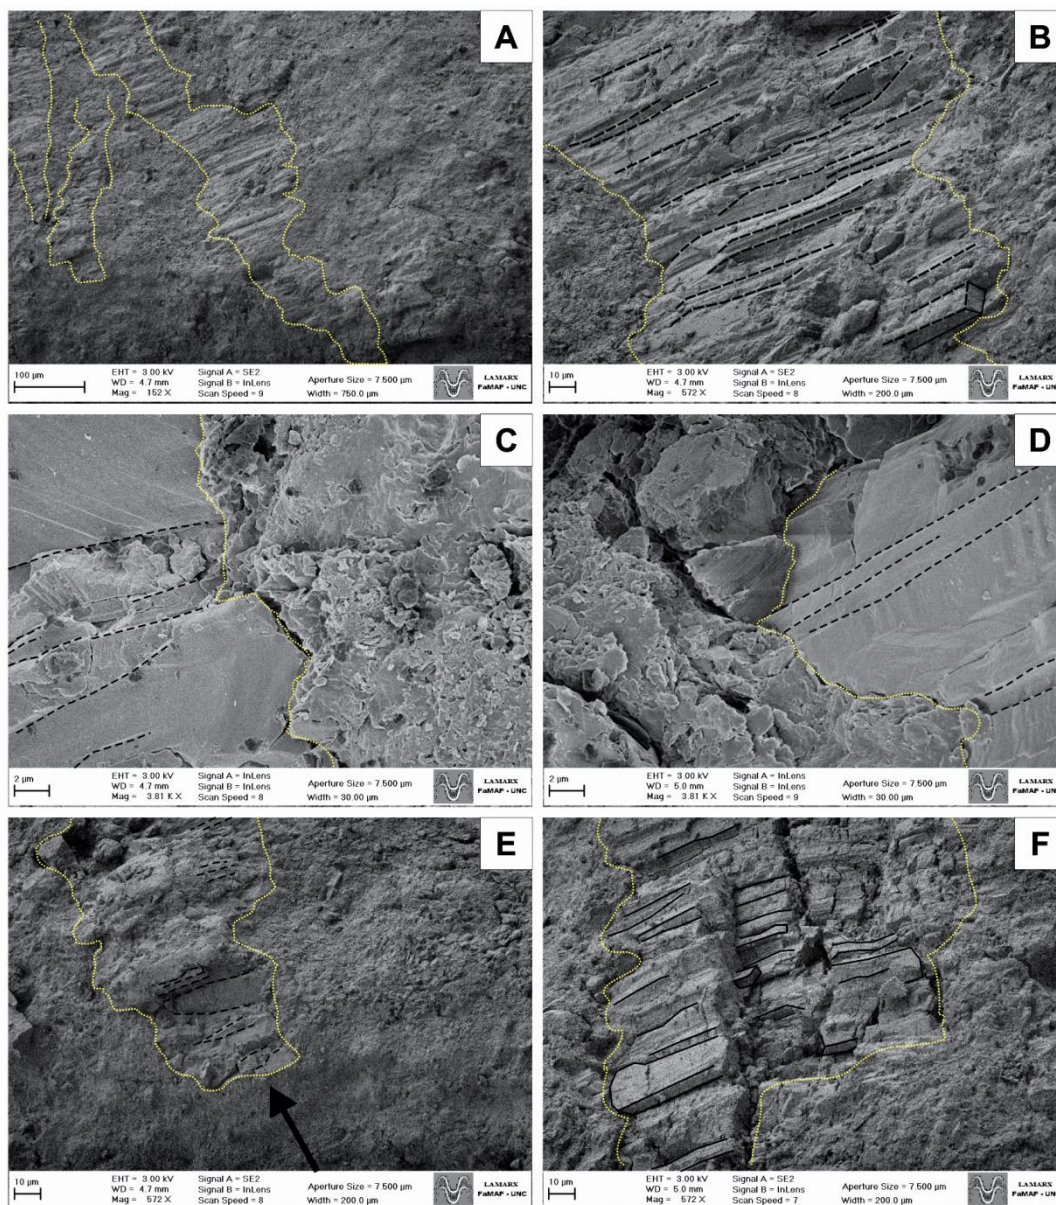 A
100 µm
EHT = 3.00 kV
WD = 4.7 mm
Mag = 152 X
Signal A = SE2
Signal B = InLens
Scan Speed = 9
Aperture Size = 7.500 µm
Width = 750.0 µm
LAMARX
FaMAF - UNC
B
10 µm
EHT = 3.00 kV
WD = 4.7 mm
Mag = 572 X
Signal A = SE2
Signal B = InLens
Scan Speed = 8
Aperture Size = 7.500 µm
Width = 200.0 µm
LAMARX
FaMAF - UN
C
2 µm
EHT = 3.00 kV
WD = 4.7 mm
Mag = 3.81 K X
Signal A = InLens
Signal B = InLens
Scan Speed = 8
Aperture Size = 7.500 µm
Width = 30.00 µm
LAMARX
FaMAF - UNC
D
2 µm
EHT = 3.00 kV
WD = 5.0 mm
Mag = 3.81 K X
Signal A = InLens
Signal B = InLens
Scan Speed = 9
Aperture Size = 7.500 µm
Width = 30.00 µm
LAMARX
FaMAF - UN
E
10 µm
EHT = 3.00 kV
WD = 4.7 mm
Mag = 572 X
Signal A = SE2
Signal B = InLens
Scan Speed = 8
Aperture Size = 7.500 µm
Width = 200.0 µm
LAMARX
FaMAF - UNC
F
10 µm
EHT = 3.00 kV
WD = 5.0 mm
Mag = 572 X
Signal A = SE2
Signal B = InLens
Scan Speed = 7
Aperture Size = 7.500 µm
Width = 200.0 µm
LAMARX
FaMAF - UN